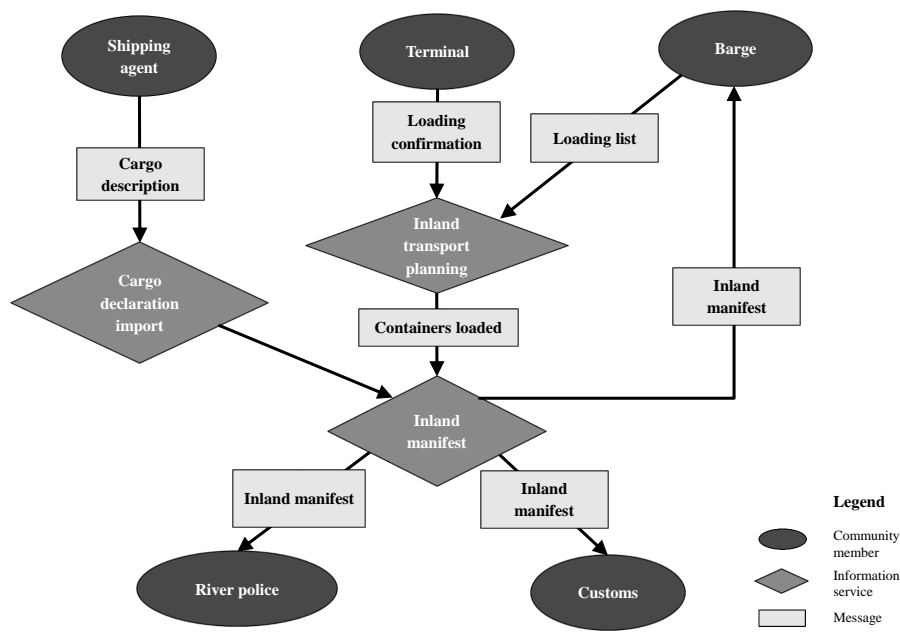 Shipping
agent
Terminal
Barge
Loading
confirmation
Loading list
Cargo
description
Inland
transport
planning
Cargo
declaration
import
Inland
manifest
Containers loaded
Inland
manifest
Inland manifest
Inland
manifest
River police
Customs
Legend
Community
member
Information
service
Message